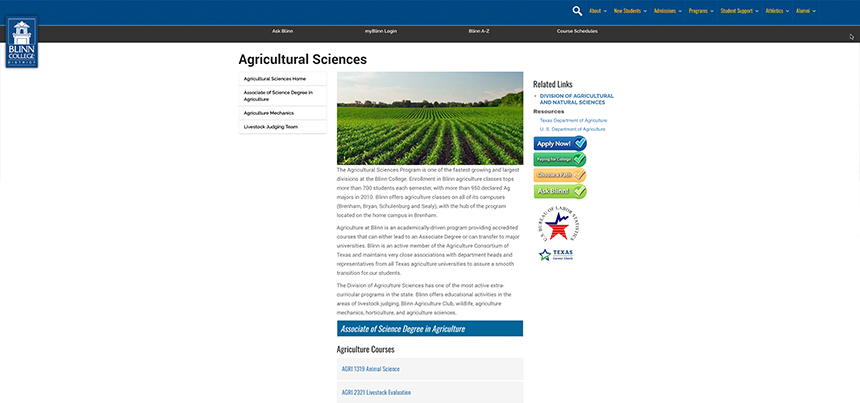 About New Students Admissions Programs Student Support Athletics Alumni
Ask Blinn myBlinn Login Blinn A-Z Course Schedules
BLINN
COLLEGE
DISTRICT
Agricultural Sciences
Agricultural Sciences Home
Associate of Science Degree in
Agriculture
Agriculture Mechanics
Livestock Judging Team
The Agricultural Sciences Program is one of the fastest growing and largest
divisions at the Blinn College. Enrollment in Blinn agriculture classes tops
more than 700 students each semester, with more than 950 declared Ag
majors in 2010. Blinn offers agriculture classes on all of its campuses
(Brenham, Bryan, Schulenburg and Sealy), with the hub of the program
located on the home campus in Brenham.
Agriculture at Blinn is an academically-driven program providing accredited
courses that can either lead to an Associate Degree or can transfer to major
universities. Blinn is an active member of the Agriculture Consortium of
Texas and maintains very close associations with department heads and
representatives from all Texas agriculture universities to assure a smooth
transition for our students.
The Division of Agriculture Sciences has one of the most active extra-
curricular programs in the state. Blinn offers educational activities in the
areas of livestock judging, Blinn Agriculture Club, wildlife, agriculture
mechanics, horticulture, and agriculture sciences.
Associate of Science Degree in Agriculture
Agriculture Courses
AGRI 1319 Animal Science
AGRI 2321 Livestock Evaluation
Related Links
DIVISION OF AGRICULTURAL
AND NATURAL SCIENCES
Resources
Texas Department of Agriculture
U. S. Department of Agriculture
Apply Now!
Paying for College
Choose a Path
Ask Blinn!
U.S. BUREAU OF LABOR STATISTICS
TEXAS
Career Check